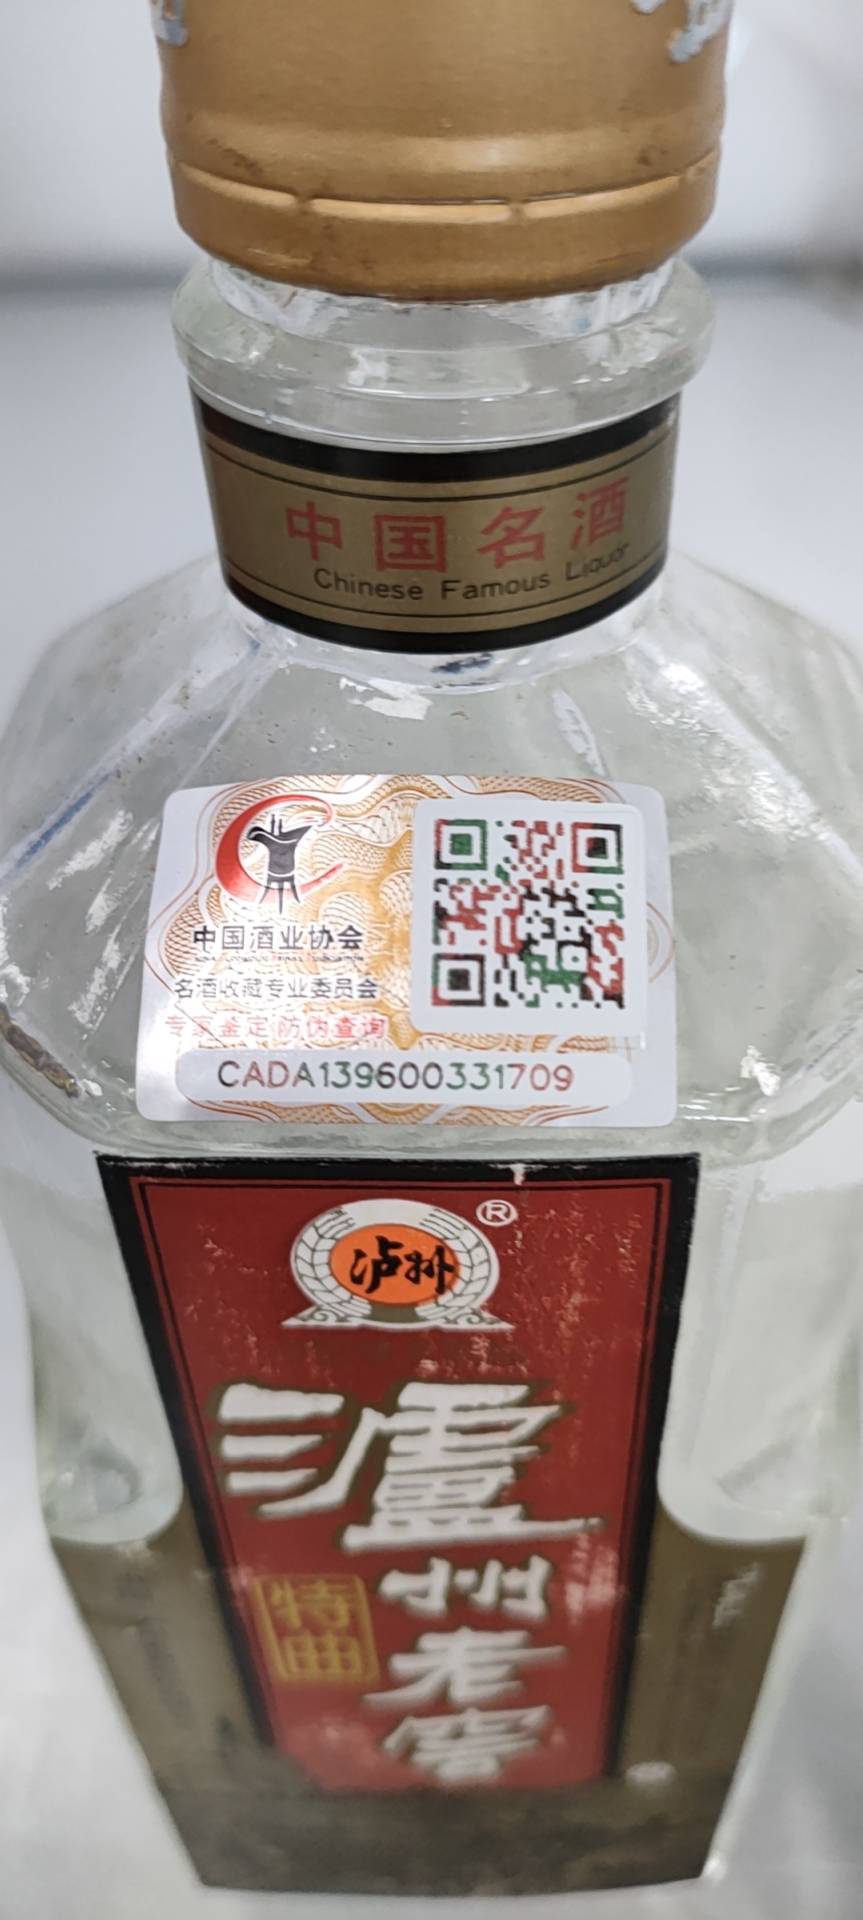 中国名酒
Chinese Famous Liquor
中国酒业协会
名酒收藏专业委员会
专家鉴定 防伪查询
CADA139600331709
泸州
®
瀘州老窖
特曲